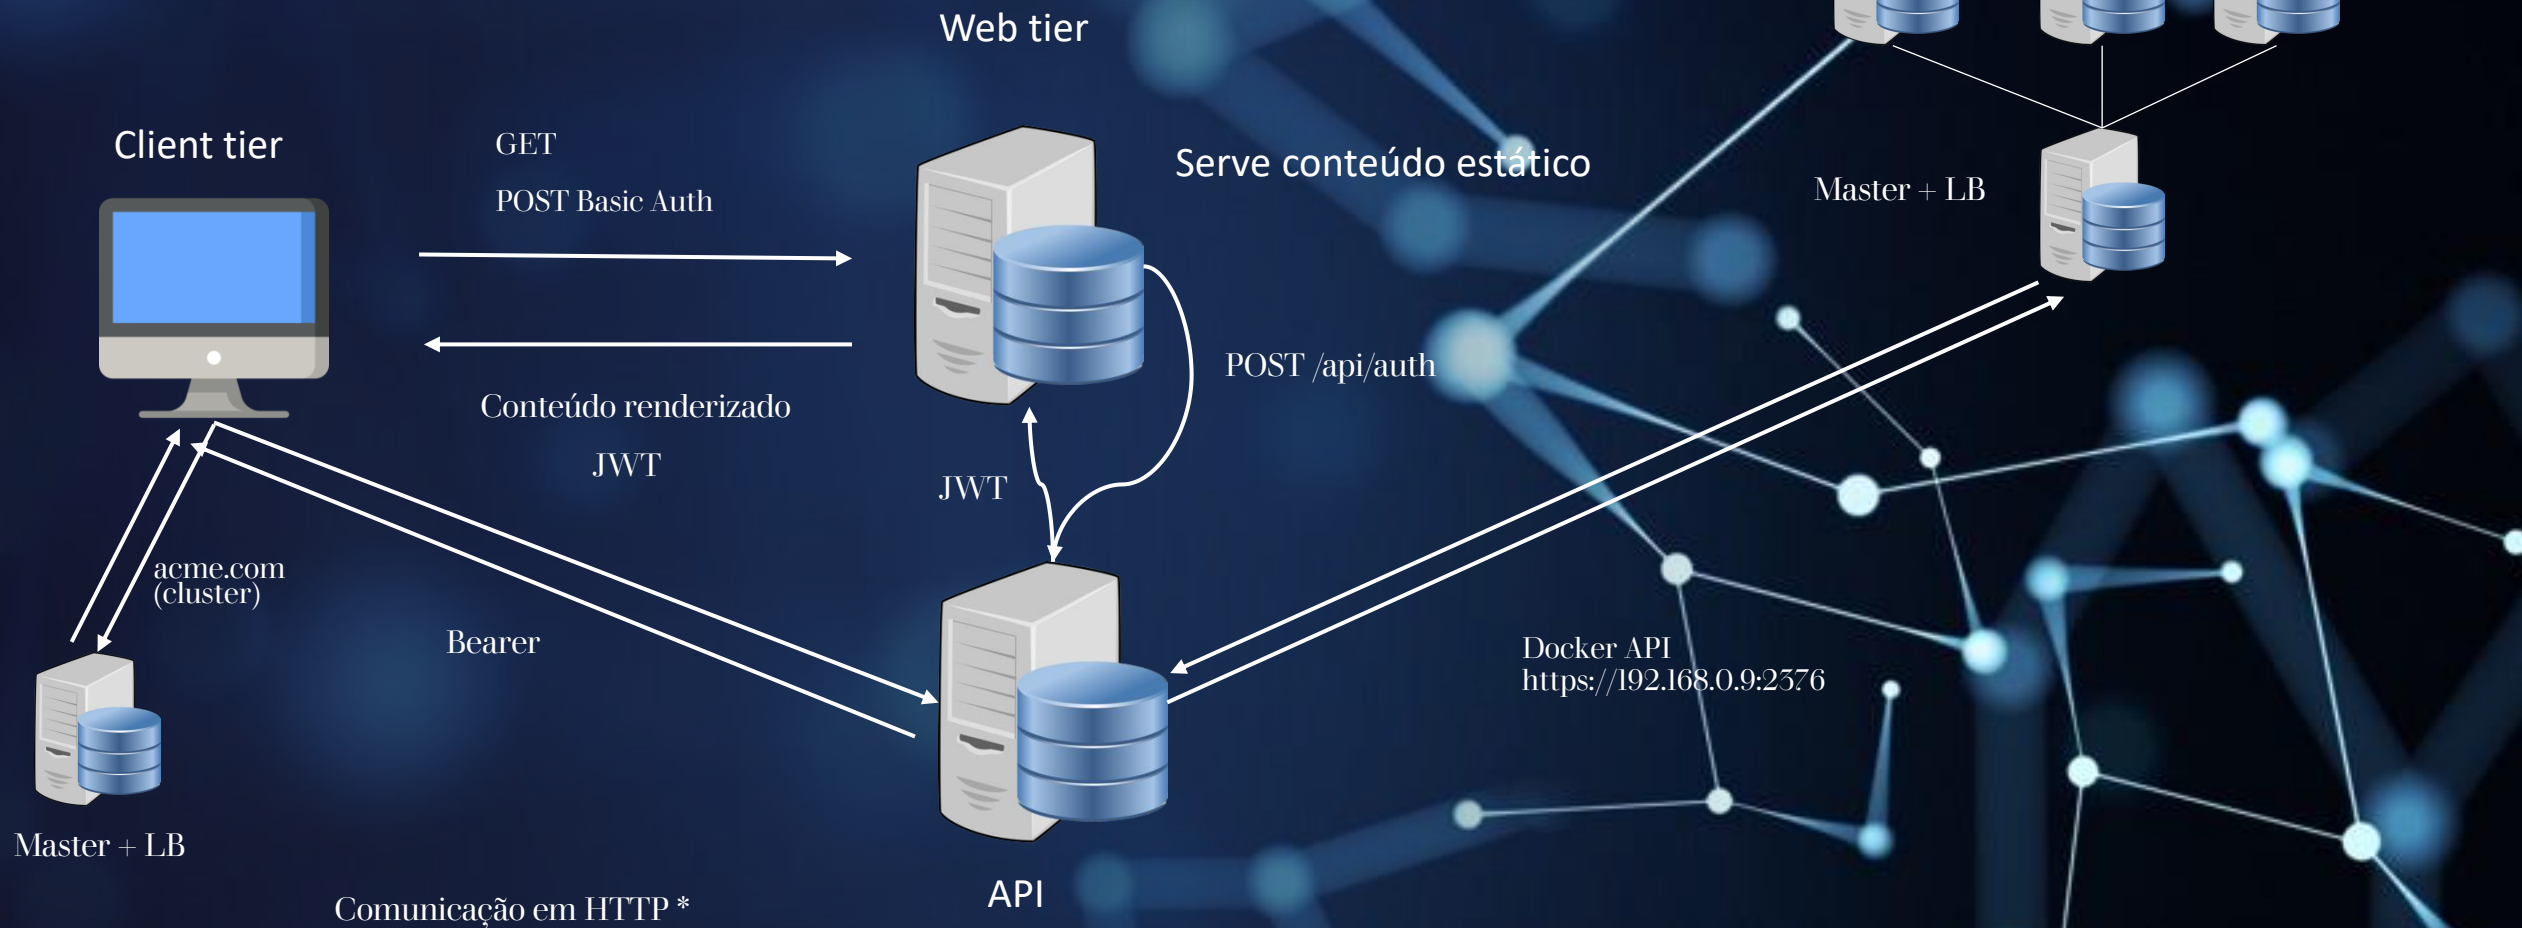 Web tier
Client tier
GET
POST Basic Auth
Serve conteúdo estático
Master + LB
POST /api/auth
Conteúdo renderizado
JWT
JWT
acme.com
(cluster)
Bearer
Docker API
https://192.168.0.9:2376
Master + LB
API
Comunicação em HTTP *